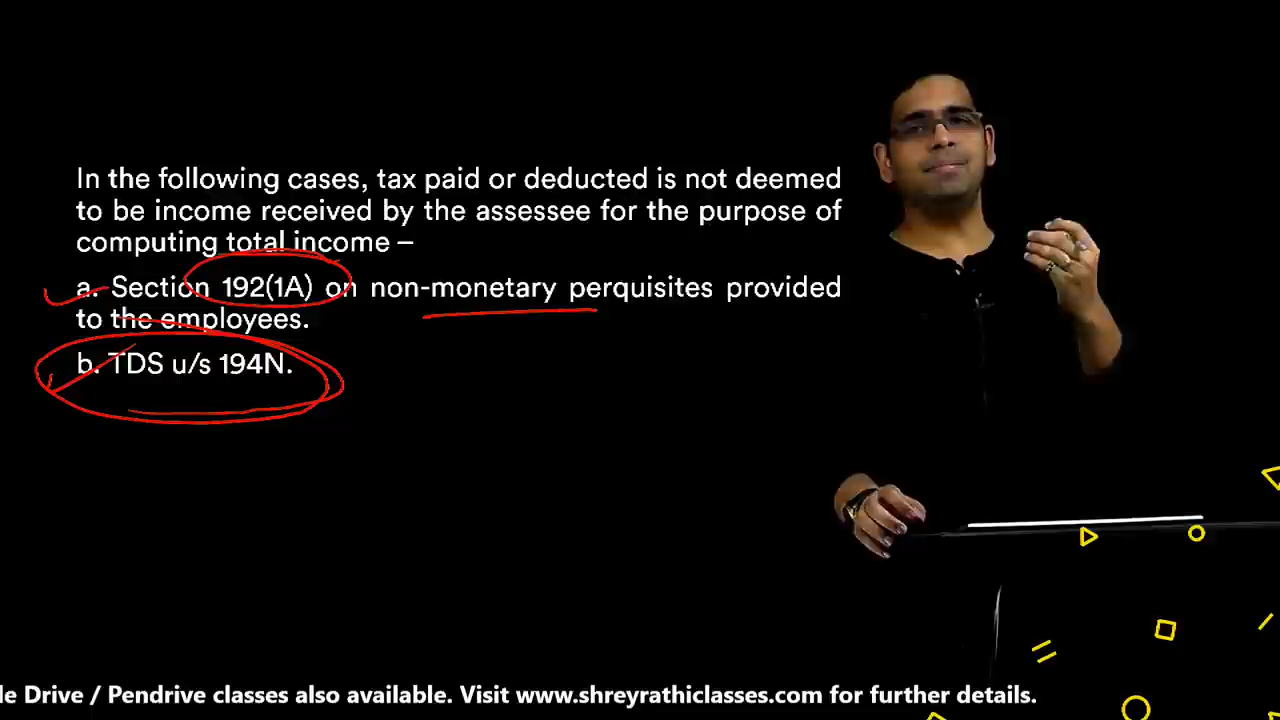 In the following cases, tax paid or deducted is not deemed
to be income received by the assessee for the purpose of
computing total income –
a. Section 192(1A) on non-monetary perquisites provided
to the employees.
b. TDS u/s 194N.
le Drive / Pendrive classes also available. Visit www.shreyrathiclasses.com for further details.